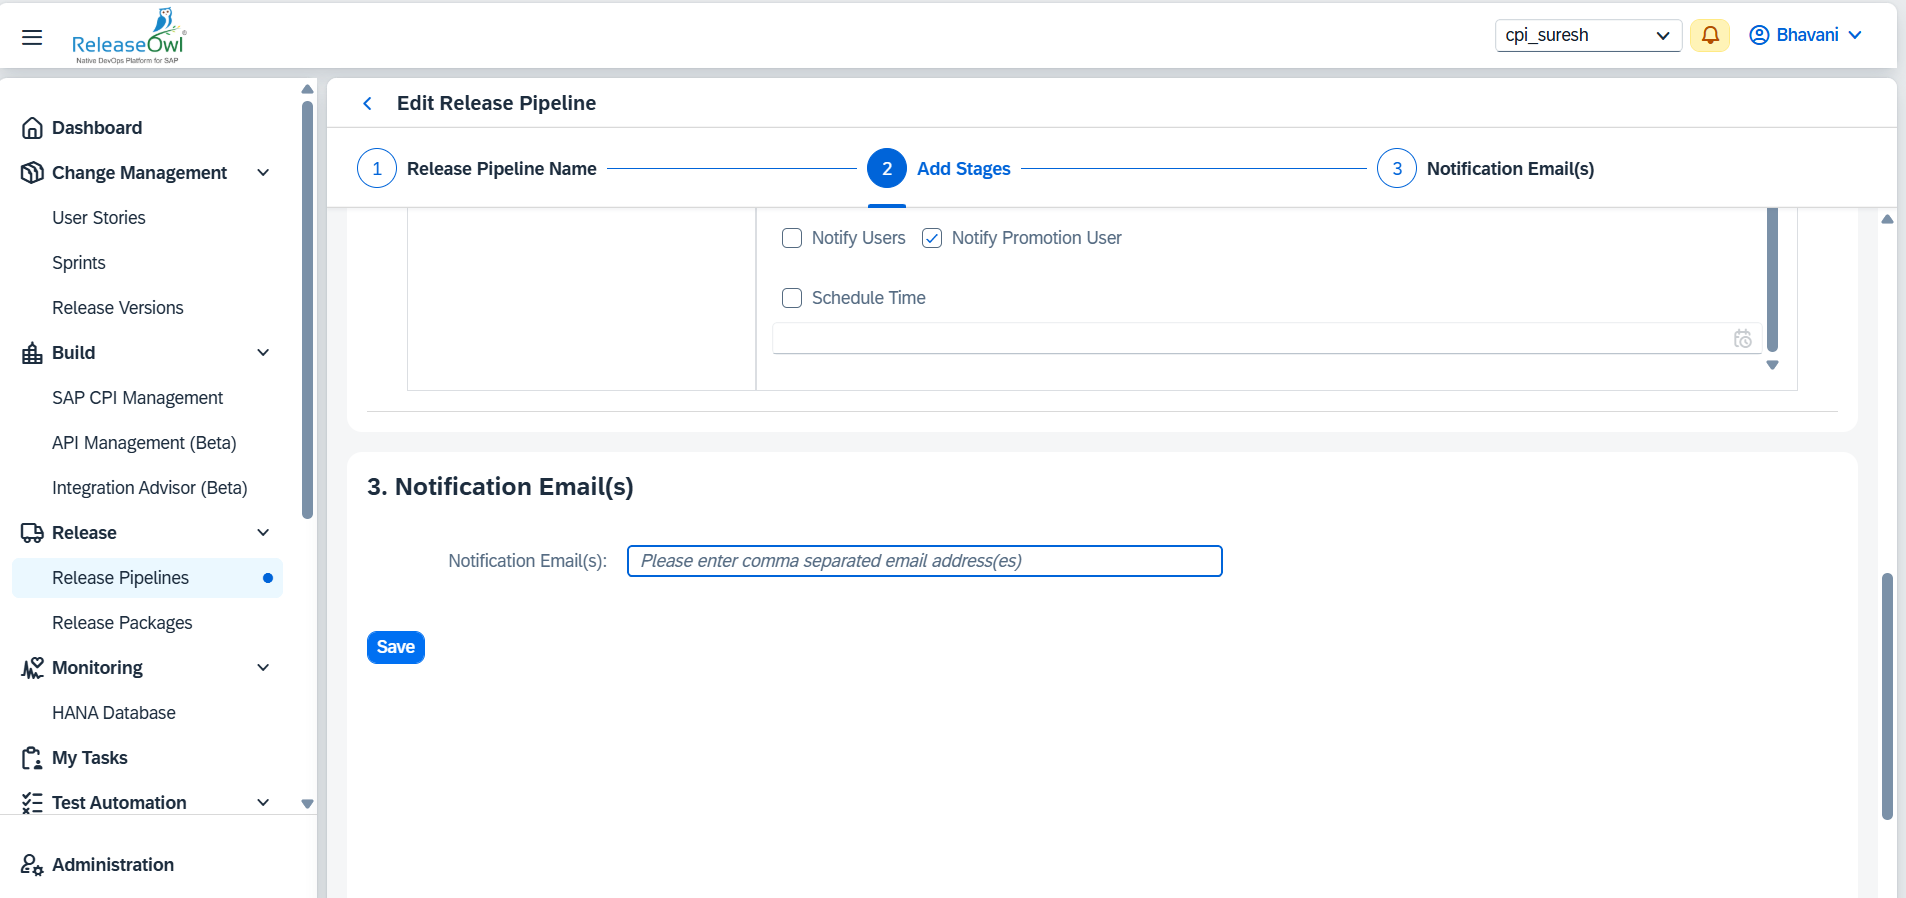 ReleaseOwl®
Native DevOps Platform for SAP
cpi_suresh
Bhavani
Dashboard
Change Management
User Stories
Sprints
Release Versions
Build
SAP CPI Management
API Management (Beta)
Integration Advisor (Beta)
Release
Release Pipelines
Release Packages
Monitoring
HANA Database
My Tasks
Test Automation
Administration
Edit Release Pipeline
1 Release Pipeline Name
2 Add Stages
3 Notification Email(s)
Notify Users
Notify Promotion User
Schedule Time
3. Notification Email(s)
Notification Email(s): Please enter comma separated email address(es)
Save